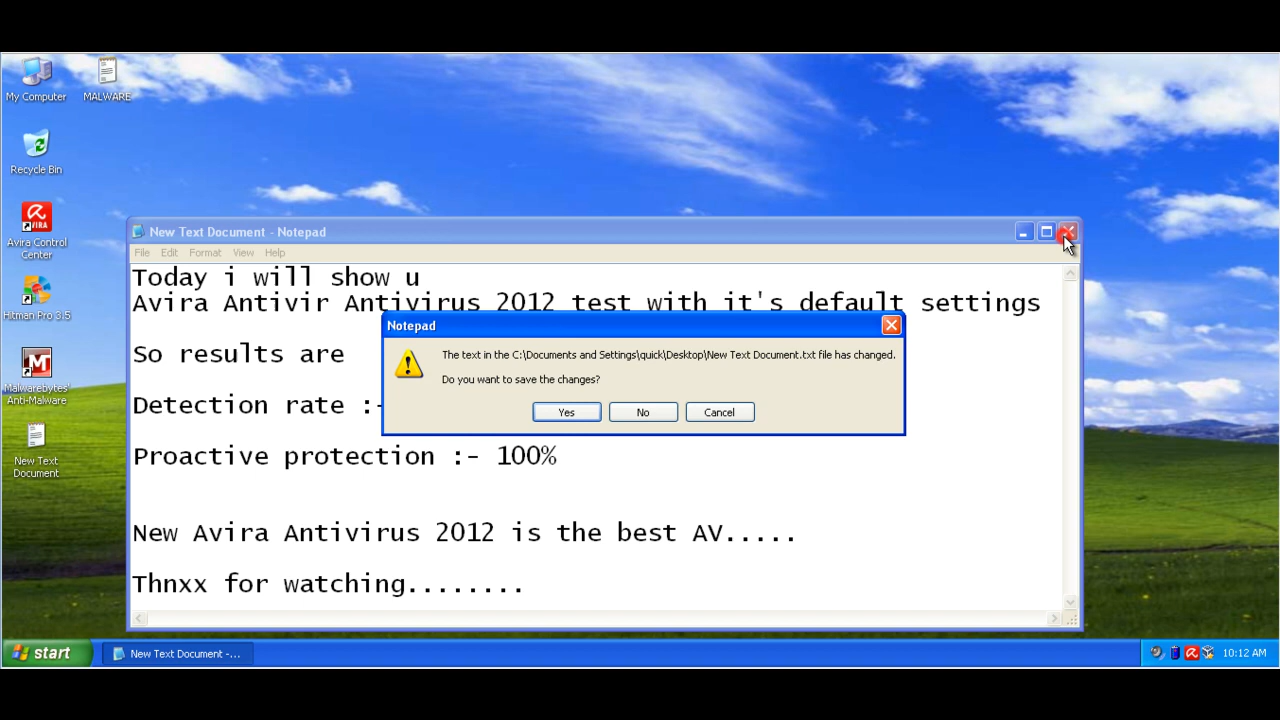 My Computer
MALWARE
Recycle Bin
AVIRA
Avira Control
Center
Hitman Pro 3.5
Malwarebytes'
Anti-Malware
New Text
Document
New Text Document - Notepad
File Edit Format View Help
Today i will show u
Avira Antivir Antivirus 2012 test with it's default settings
So results are
Detection rate :-
Proactive protection :- 100%
New Avira Antivirus 2012 is the best AV.....
Thnxx for watching........
Notepad
The text in the C:\Documents and Settings\quick\Desktop\New Text Document.txt file has changed.
Do you want to save the changes?
Yes
No
Cancel
start
New Text Document -...
10:12 AM